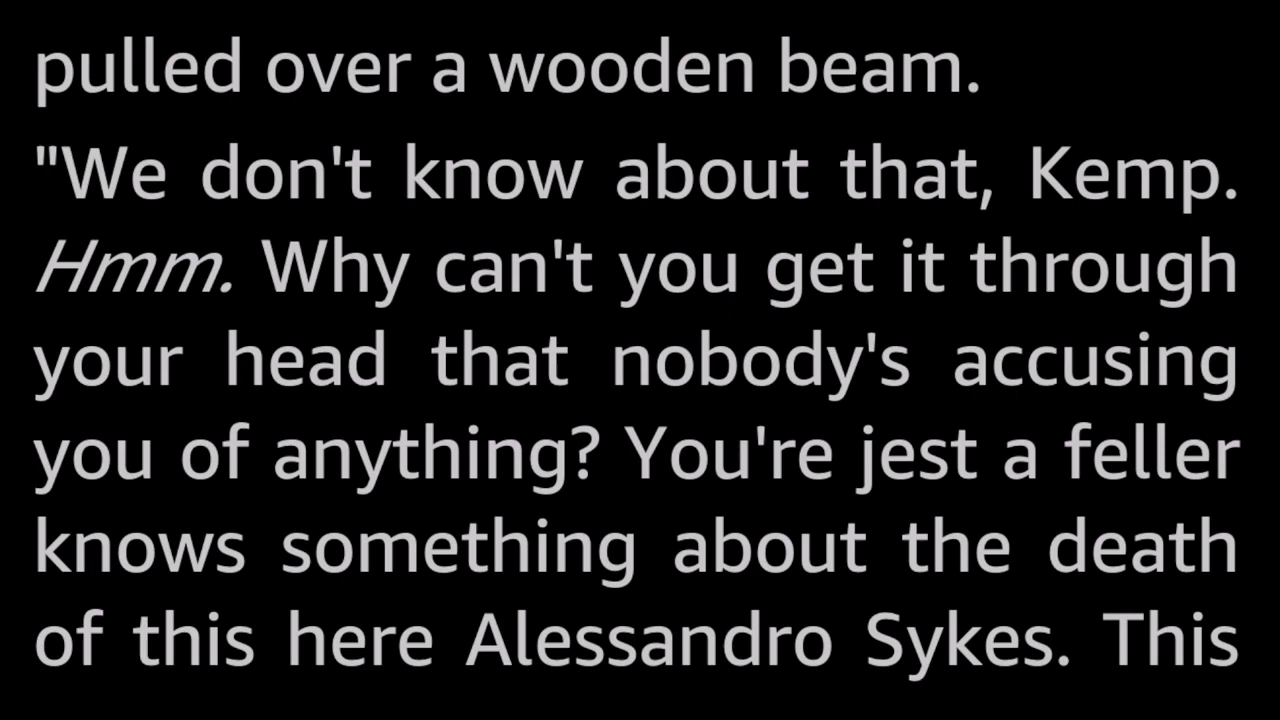 pulled over a wooden beam.
"We don't know about that, Kemp.
Hmm. Why can't you get it through
your head that nobody's accusing
you of anything? You're jest a feller
knows something about the death
of this here Alessandro Sykes. This